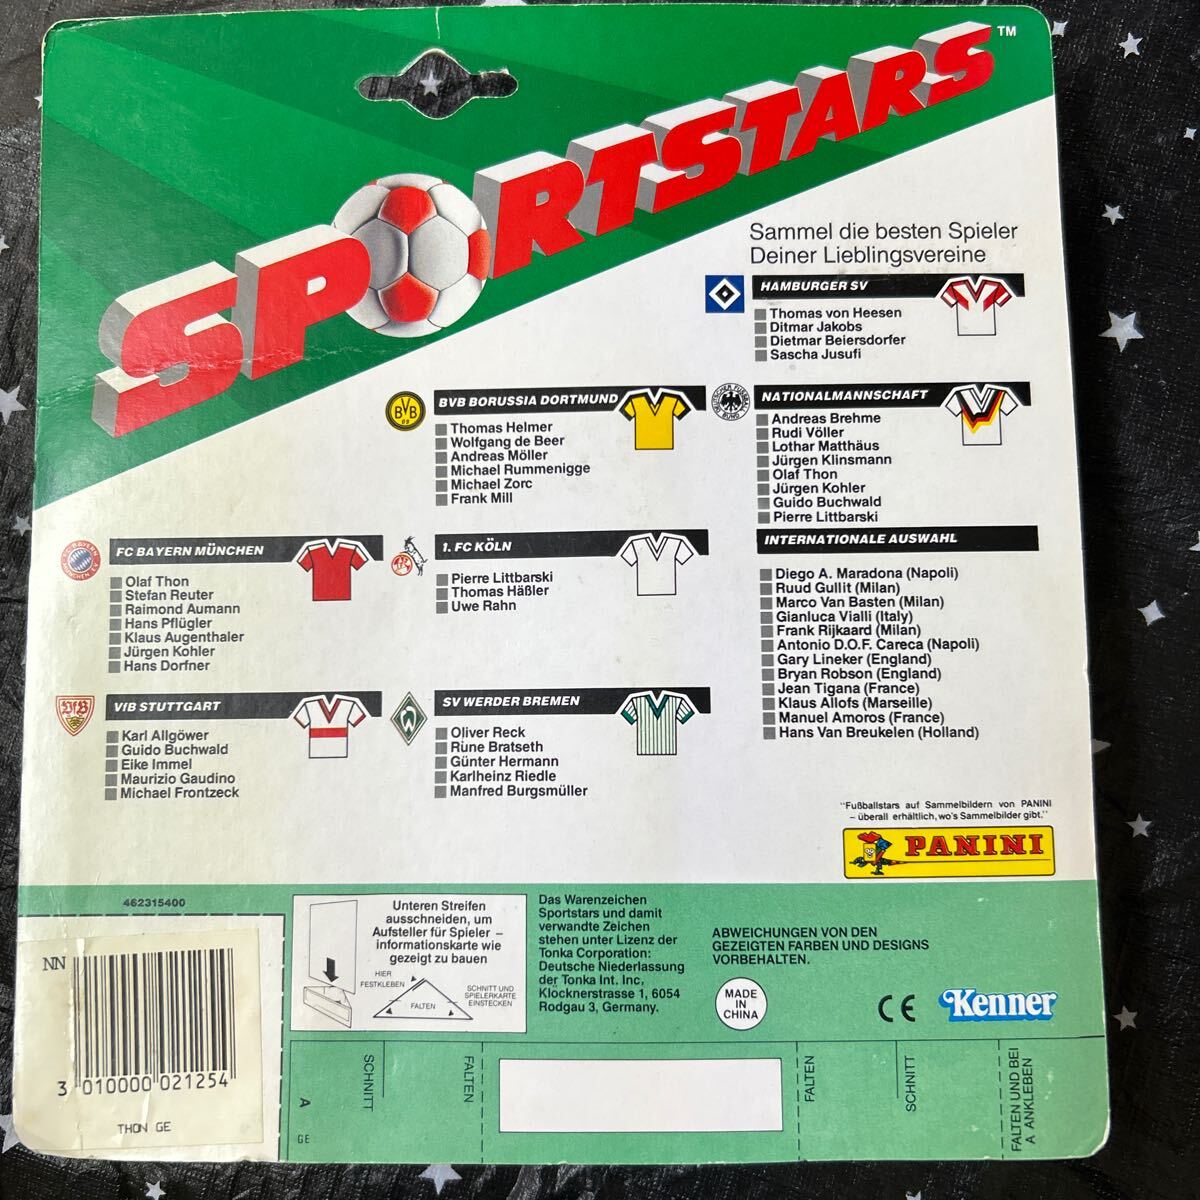 SPORTSTARS™
Sammel die besten Spieler
Deiner Lieblingsvereine
HAMBURGER SV
Thomas von Heesen
Ditmar Jakobs
Dietmar Beiersdorfer
Sascha Jusufi
BVB 09
BVB BORUSSIA DORTMUND
Thomas Helmer
Wolfgang de Beer
Andreas Möller
Michael Rummenigge
Michael Zorc
Frank Mill
DEUTSCHER FUSSBALL BUND
NATIONALMANNSCHAFT
Andreas Brehme
Rudi Völler
Lothar Matthäus
Jürgen Klinsmann
Olaf Thon
Jürgen Kohler
Guido Buchwald
Pierre Littbarski
FC BAYERN MÜNCHEN
Olaf Thon
Stefan Reuter
Raimond Aumann
Hans Pflügler
Klaus Augenthaler
Jürgen Kohler
Hans Dorfner
1. FC KÖLN
Pierre Littbarski
Thomas Häßler
Uwe Rahn
INTERNATIONALE AUSWAHL
Diego A. Maradona (Napoli)
Ruud Gullit (Milan)
Marco Van Basten (Milan)
Gianluca Vialli (Italy)
Frank Rijkaard (Milan)
Antonio D.O.F. Careca (Napoli)
Gary Lineker (England)
Bryan Robson (England)
Jean Tigana (France)
Klaus Allofs (Marseille)
Manuel Amoros (France)
Hans Van Breukelen (Holland)
VfB
VIB STUTTGART
Karl Allgöwer
Guido Buchwald
Eike Immel
Maurizio Gaudino
Michael Frontzeck
W
SV WERDER BREMEN
Oliver Reck
Rune Bratseth
Günter Hermann
Karlheinz Riedle
Manfred Burgsmüller
"Fußballstars auf Sammelbildern von PANINI
– überall erhältlich, wo's Sammelbilder gibt."
PANINI
462315400
NN
3 010000 021254
THON GE
Unteren Streifen
ausschneiden, um
Aufsteller für Spieler –
informationskarte wie
gezeigt zu bauen
HIER
FESTKLEBEN
FALTEN
SCHNITT UND
SPIELERKARTE
EINSTECKEN
Das Warenzeichen
Sportstars und damit
verwandte Zeichen
stehen unter Lizenz der
Tonka Corporation:
Deutsche Niederlassung
der Tonka Int. Inc,
Klöcknerstrasse 1, 6054
Rodgau 3, Germany.
ABWEICHUNGEN VON DEN
GEZEIGTEN FARBEN UND DESIGNS
VORBEHALTEN.
MADE
IN
CHINA
CE
Kenner
A
GE
SCHNITT
FALTEN
FALTEN
SCHNITT
FALTEN UND BEI
A ANKLEBEN